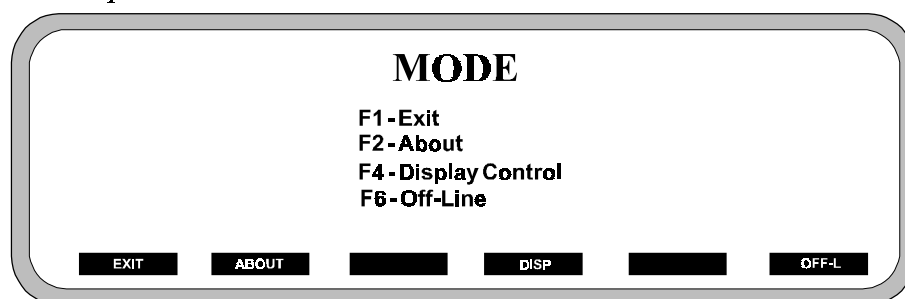 MODE
F1-Exit
F2-About
F4-Display Control
F6-Off-Line
EXIT ABOUT DISP OFF-L